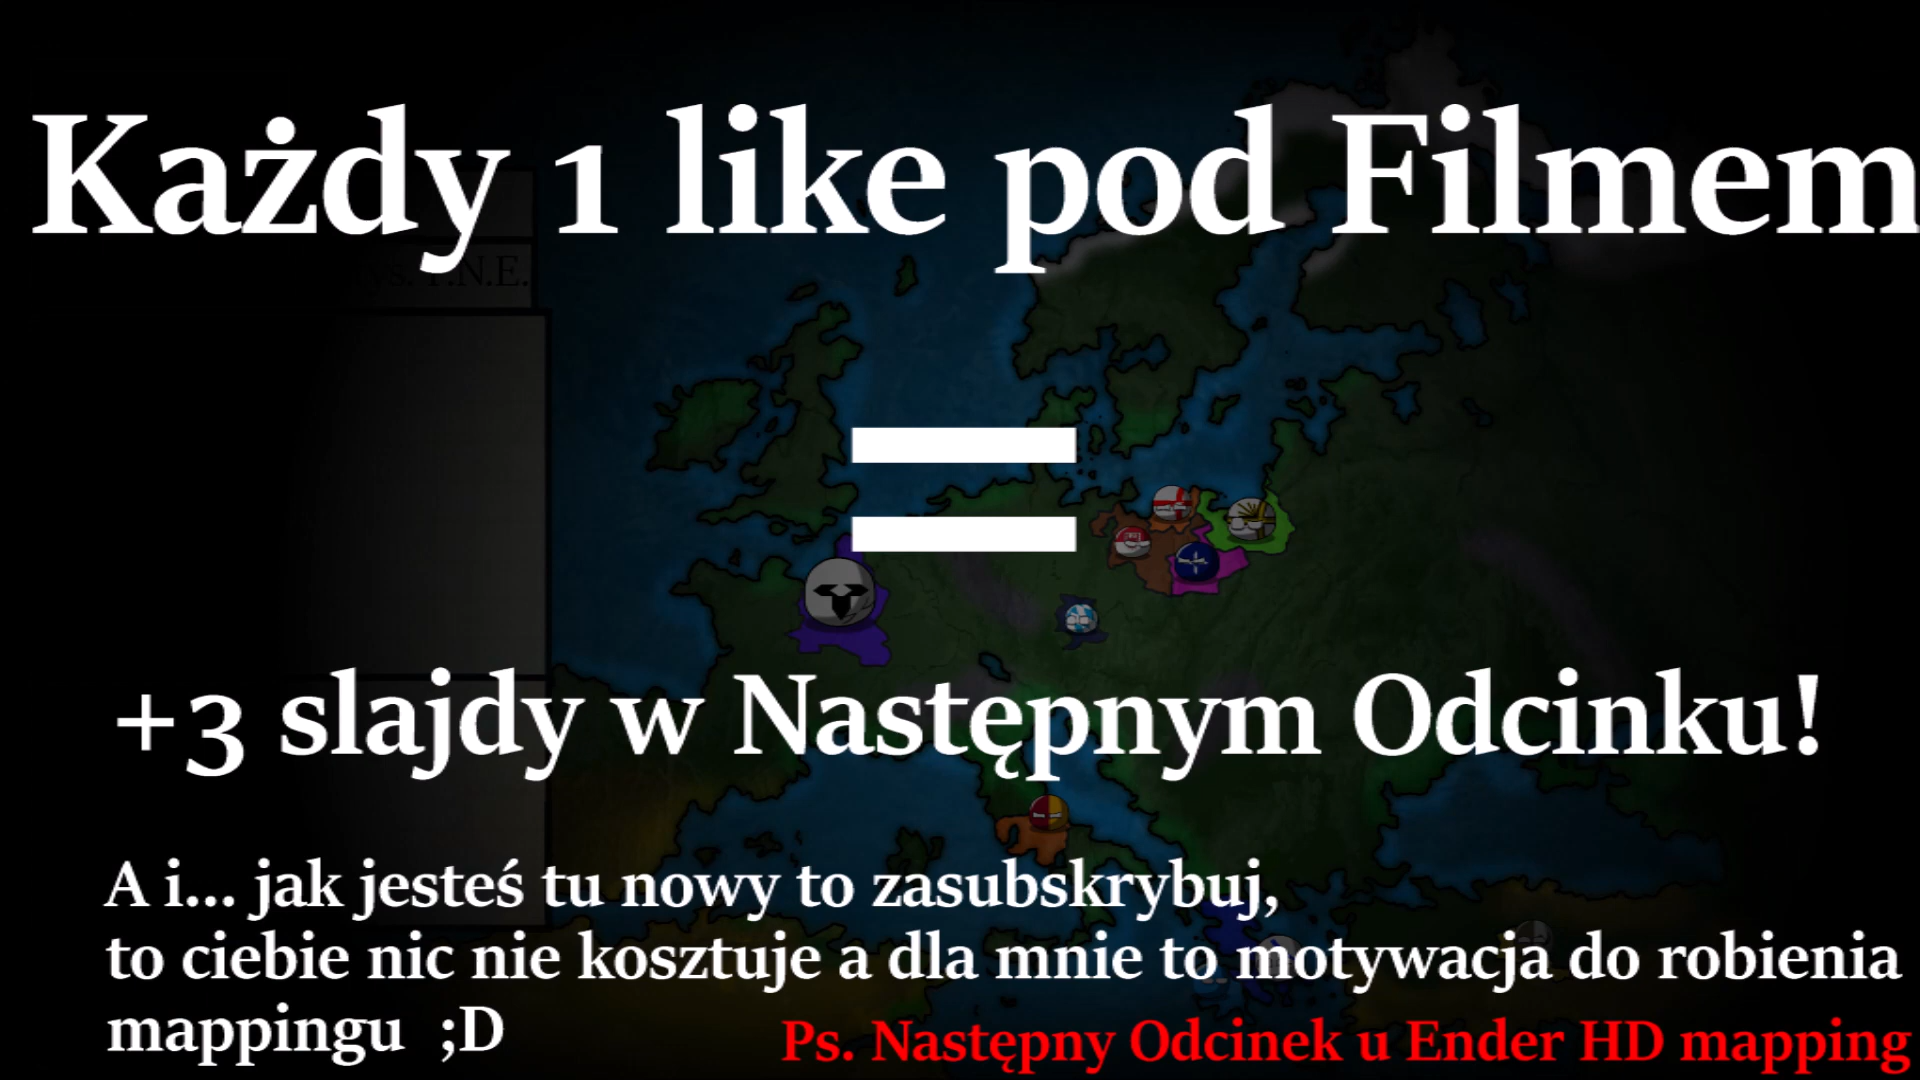 Każdy 1 like pod Filmem
=
+3 slajdy w Następnym Odcinku!
A i... jak jesteś tu nowy to zasubskrybuj,
to ciebie nic nie kosztuje a dla mnie to motywacja do robienia
mappingu ;D
Ps. Następny Odcinek u Ender HD mapping